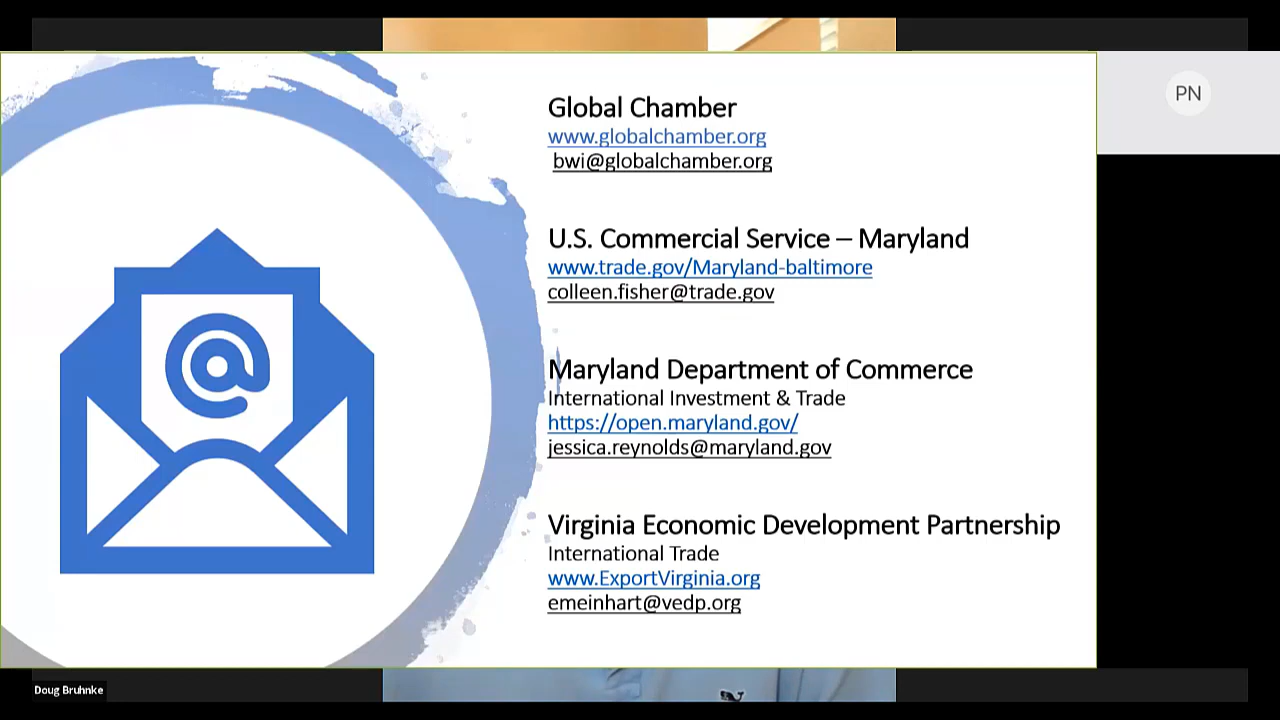 Global Chamber
www.globalchamber.org
bwi@globalchamber.org
PN
U.S. Commercial Service – Maryland
www.trade.gov/Maryland-baltimore
colleen.fisher@trade.gov
@
Maryland Department of Commerce
International Investment & Trade
https://open.maryland.gov/
jessica.reynolds@maryland.gov
Virginia Economic Development Partnership
International Trade
www.ExportVirginia.org
emeinhart@vedp.org
Doug Bruhnke